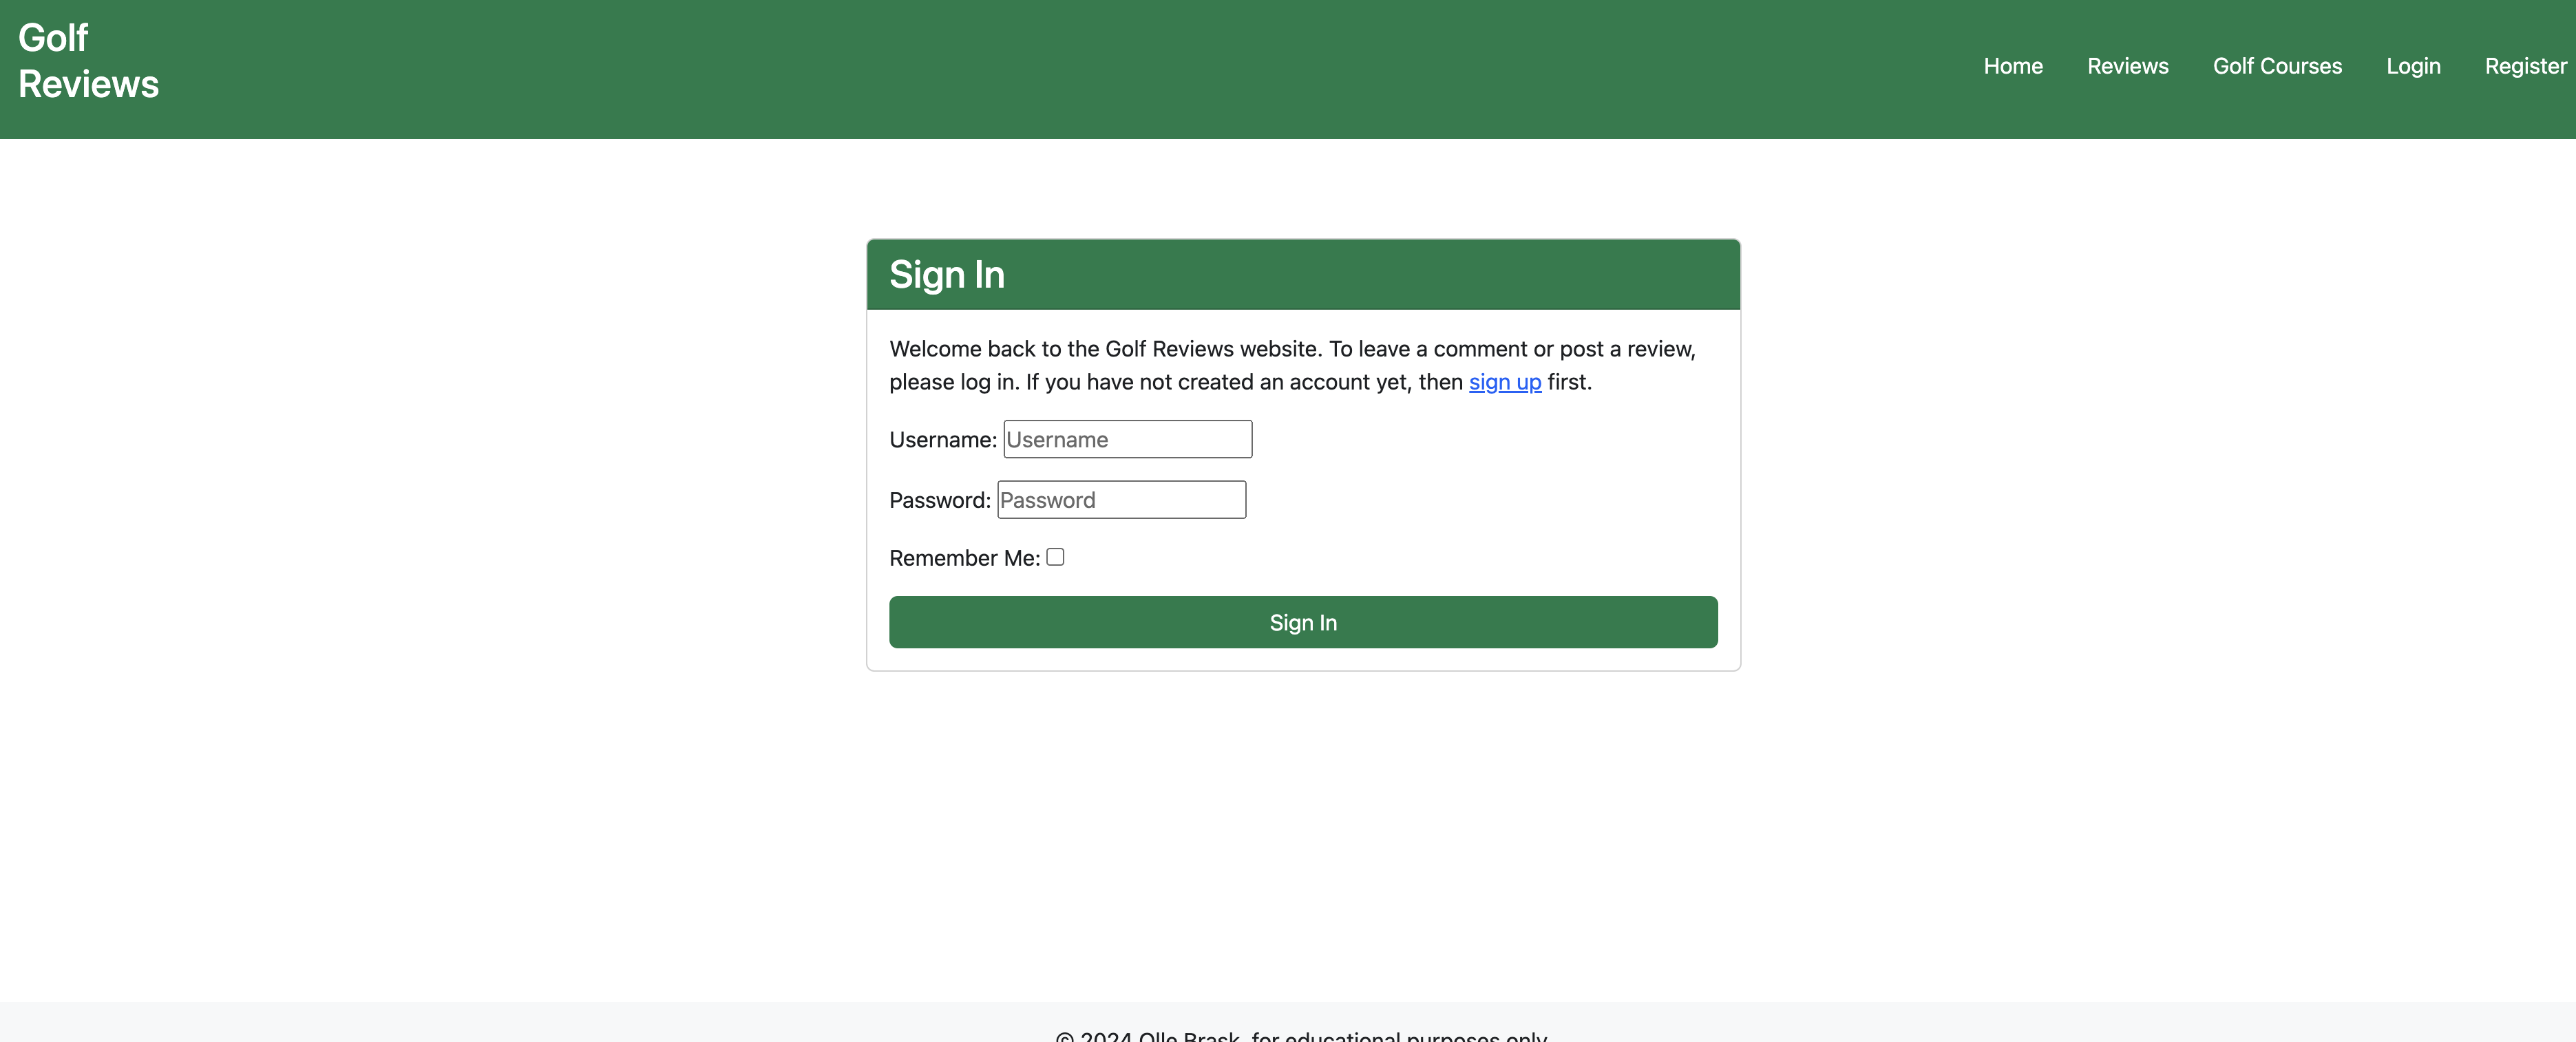 Golf
Reviews
Home Reviews Golf Courses Login Register
Sign In
Welcome back to the Golf Reviews website. To leave a comment or post a review,
please log in. If you have not created an account yet, then sign up first.
Username: Username
Password: Password
Remember Me:
Sign In
© 2024 Olle Brask, for educational purposes only